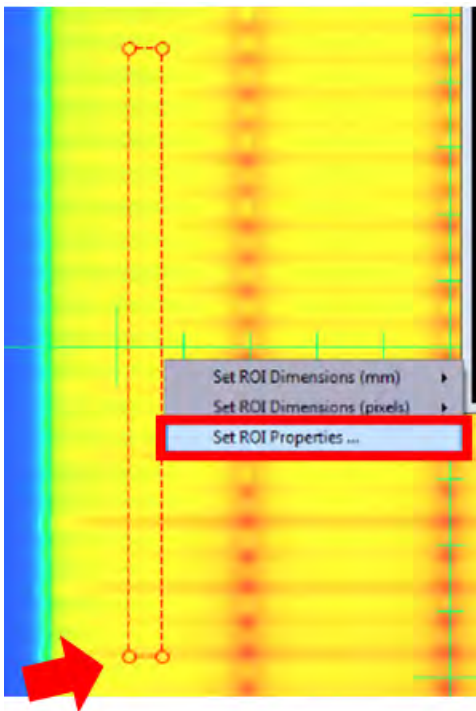 Set ROI Dimensions (mm)
Set ROI Dimensions (pixels)
Set ROI Properties ...